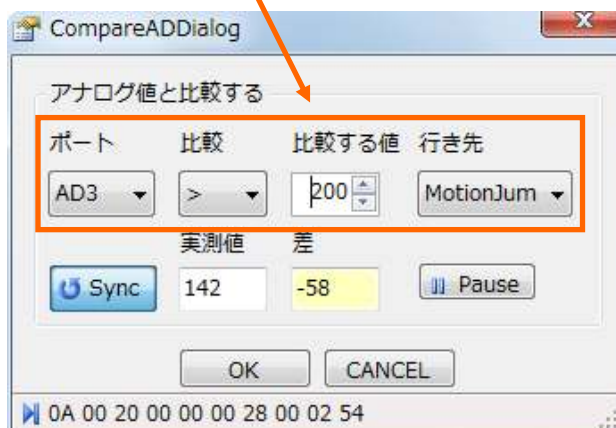 CompareADDialog
アナログ値と比較する
ポート 比較 比較する値 行き先
AD3 > 200 MotionJum
実測値 差
Sync 142 -58 Pause
OK CANCEL
0A 00 20 00 00 00 28 00 02 54